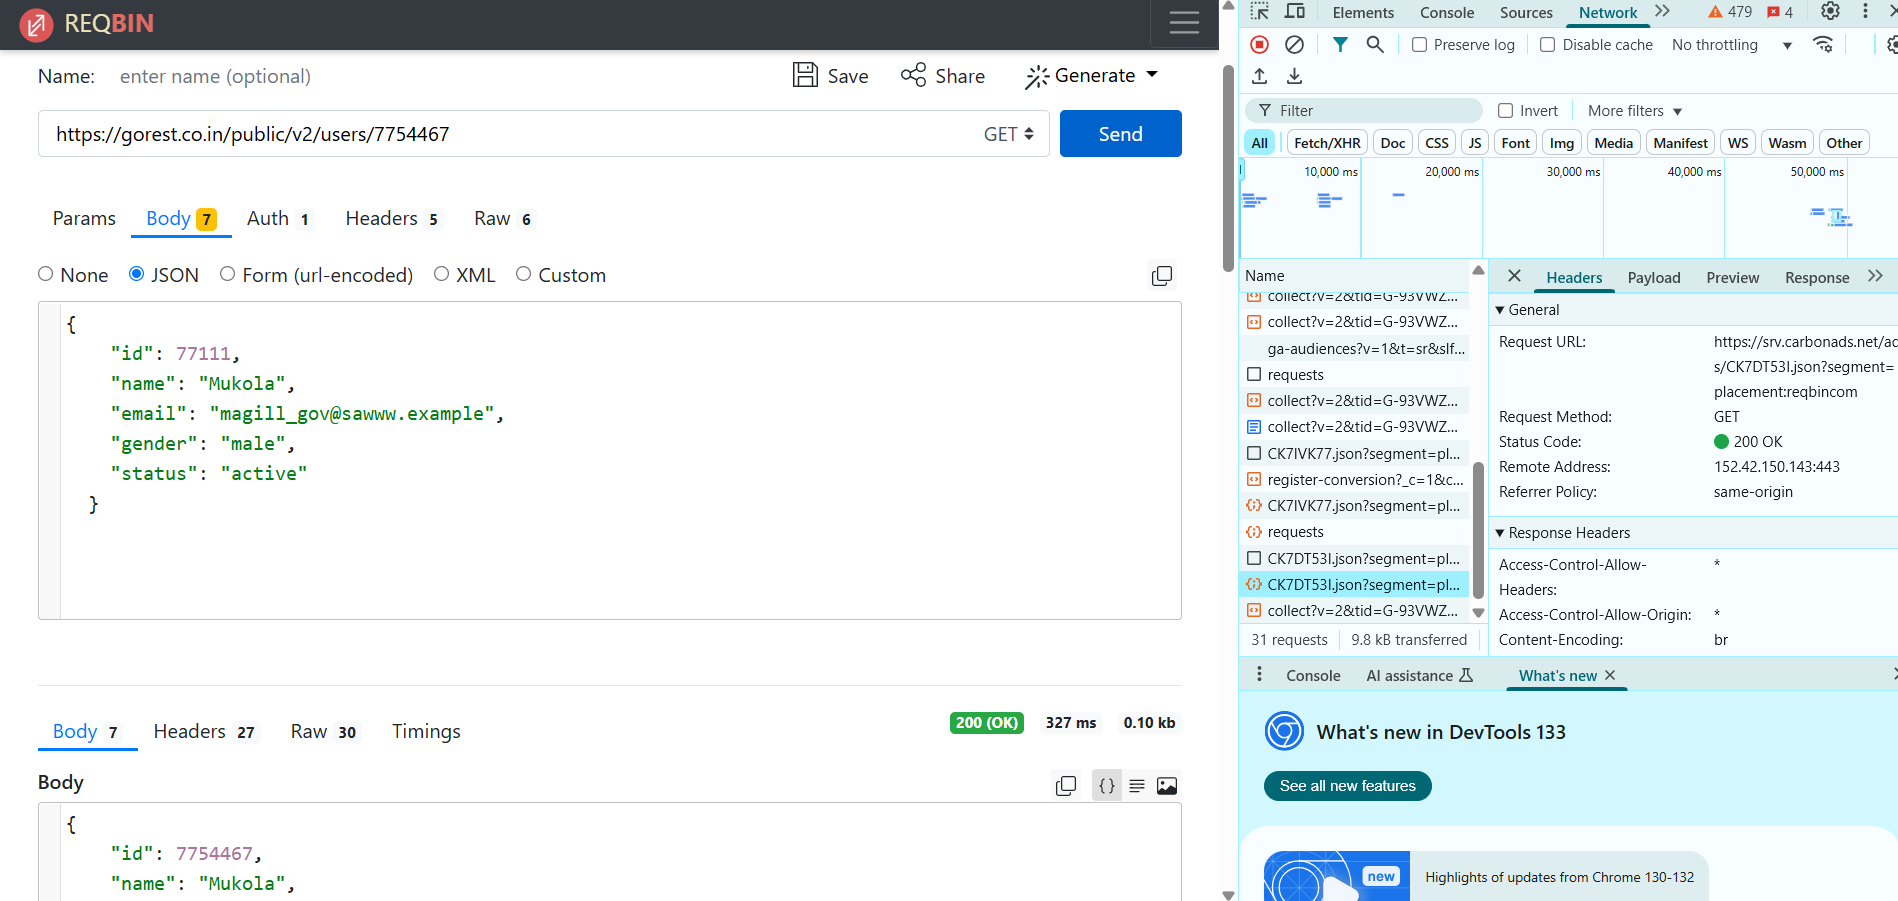 REQBIN
Name: enter name (optional) Save Share Generate
https://gorest.co.in/public/v2/users/7754467 GET Send
Params Body 7 Auth 1 Headers 5 Raw 6
None JSON Form (url-encoded) XML Custom
{
"id": 77111,
"name": "Mukola",
"email": "magill_gov@sawww.example",
"gender": "male",
"status": "active"
}
Body 7 Headers 27 Raw 30 Timings 200 (OK) 327 ms 0.10 kb
Body
{}
{
"id": 7754467,
"name": "Mukola",
Elements Console Sources Network 479 4
Preserve log Disable cache No throttling
Filter Invert More filters
All Fetch/XHR Doc CSS JS Font Img Media Manifest WS Wasm Other
10,000 ms 20,000 ms 30,000 ms 40,000 ms 50,000 ms
Name
collect?v=2&tid=G-93VWZ...
collect?v=2&tid=G-93VWZ...
ga-audiences?v=1&t=sr&slf...
requests
collect?v=2&tid=G-93VWZ...
collect?v=2&tid=G-93VWZ...
CK7IVK77.json?segment=pl...
register-conversion?_c=1&c...
CK7IVK77.json?segment=pl...
requests
CK7DT53I.json?segment=pl...
CK7DT53I.json?segment=pl...
collect?v=2&tid=G-93VWZ...
31 requests 9.8 kB transferred
Headers Payload Preview Response
General
Request URL: https://srv.carbonads.net/ad
s/CK7DT53I.json?segment=
placement:reqbincom
Request Method: GET
Status Code: 200 OK
Remote Address: 152.42.150.143:443
Referrer Policy: same-origin
Response Headers
Access-Control-Allow- *
Headers:
Access-Control-Allow-Origin: *
Content-Encoding: br
Console AI assistance What's new
What's new in DevTools 133
See all new features
new Highlights of updates from Chrome 130-132